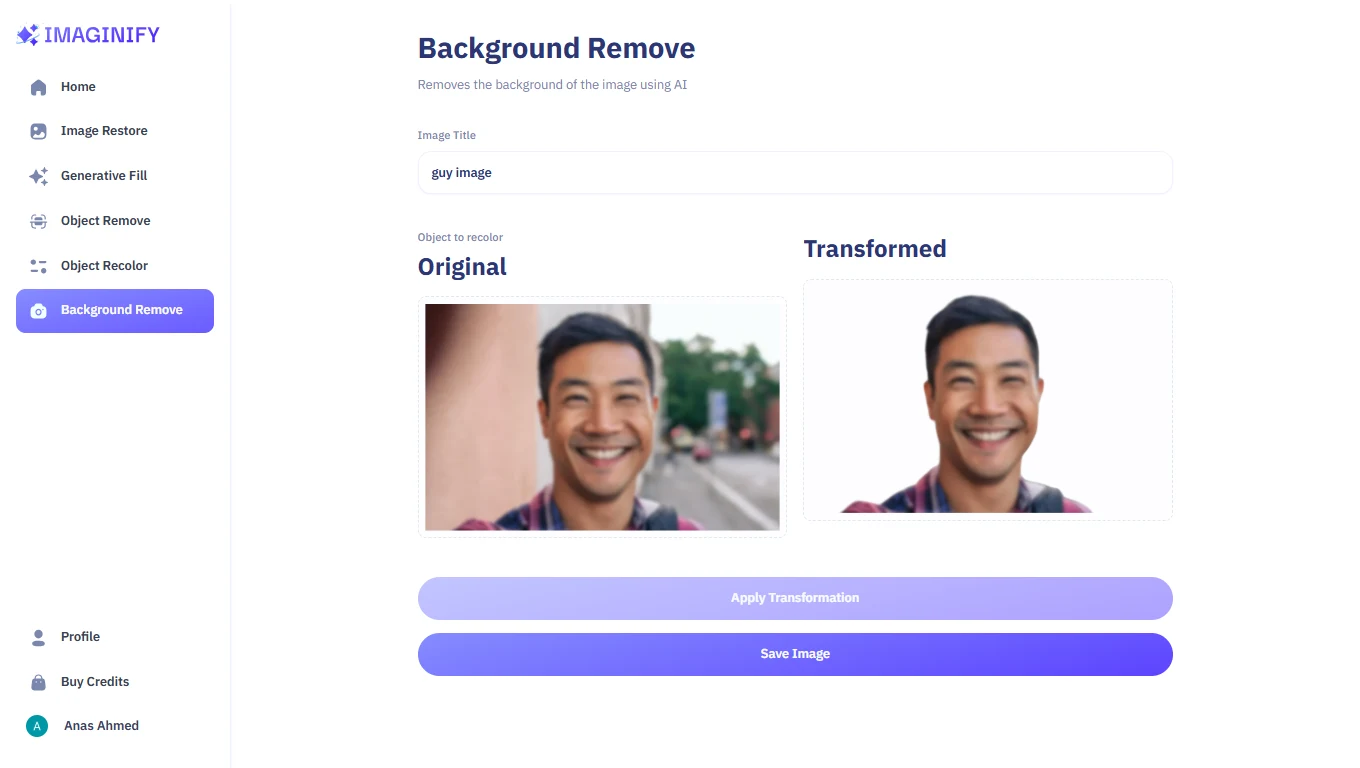 IMAGINIFY
Home
Image Restore
Generative Fill
Object Remove
Object Recolor
Background Remove
Profile
Buy Credits
A
Anas Ahmed
Background Remove
Removes the background of the image using AI
Image Title
guy image
Object to recolor
Original
Transformed
Apply Transformation
Save Image